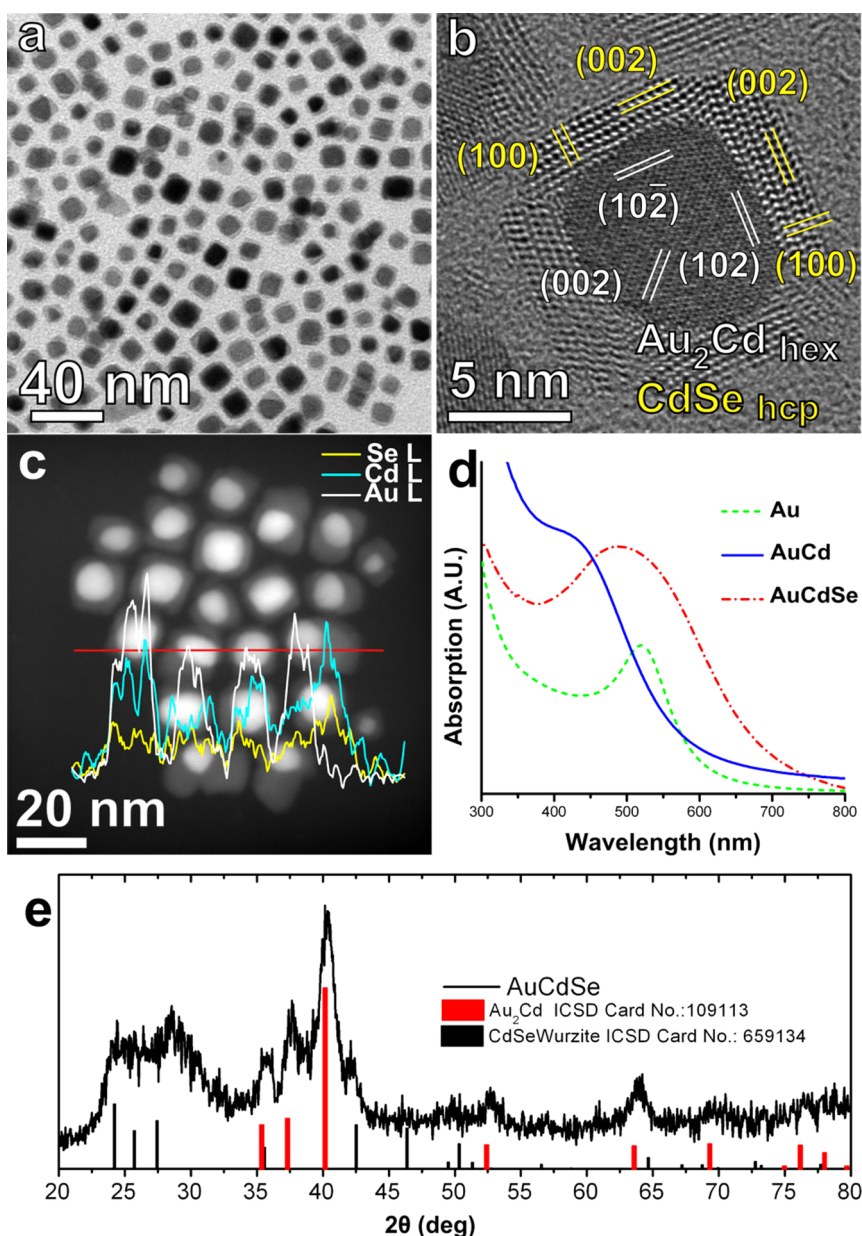 a
40 nm
b
(002)
(002)
(100)
(102̄)
(002)
(102)
(100)
Au₂Cd hex
CdSe hcp
5 nm
c
Se L
Cd L
Au L
20 nm
d
Au
AuCd
AuCdSe
Absorption (A.U.)
300 400 500 600 700 800
Wavelength (nm)
e
AuCdSe
Au₂Cd ICSD Card No.:109113
CdSeWurzite ICSD Card No.: 659134
20 25 30 35 40 45 50 55 60 65 70 75 80
2θ (deg)